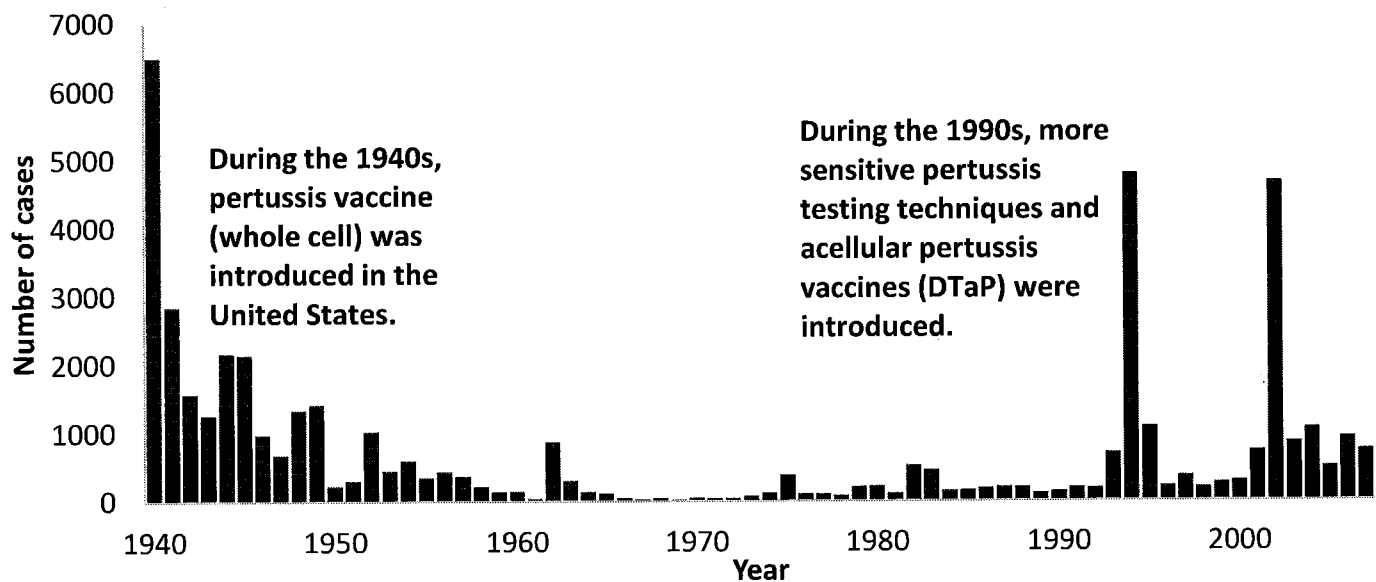 7000
6000
5000
4000
3000
2000
1000
0
Number of cases
During the 1940s,
pertussis vaccine
(whole cell) was
introduced in the
United States.
During the 1990s, more
sensitive pertussis
testing techniques and
acellular pertussis
vaccines (DTaP) were
introduced.
1940
1950
1960
1970
1980
1990
2000
Year